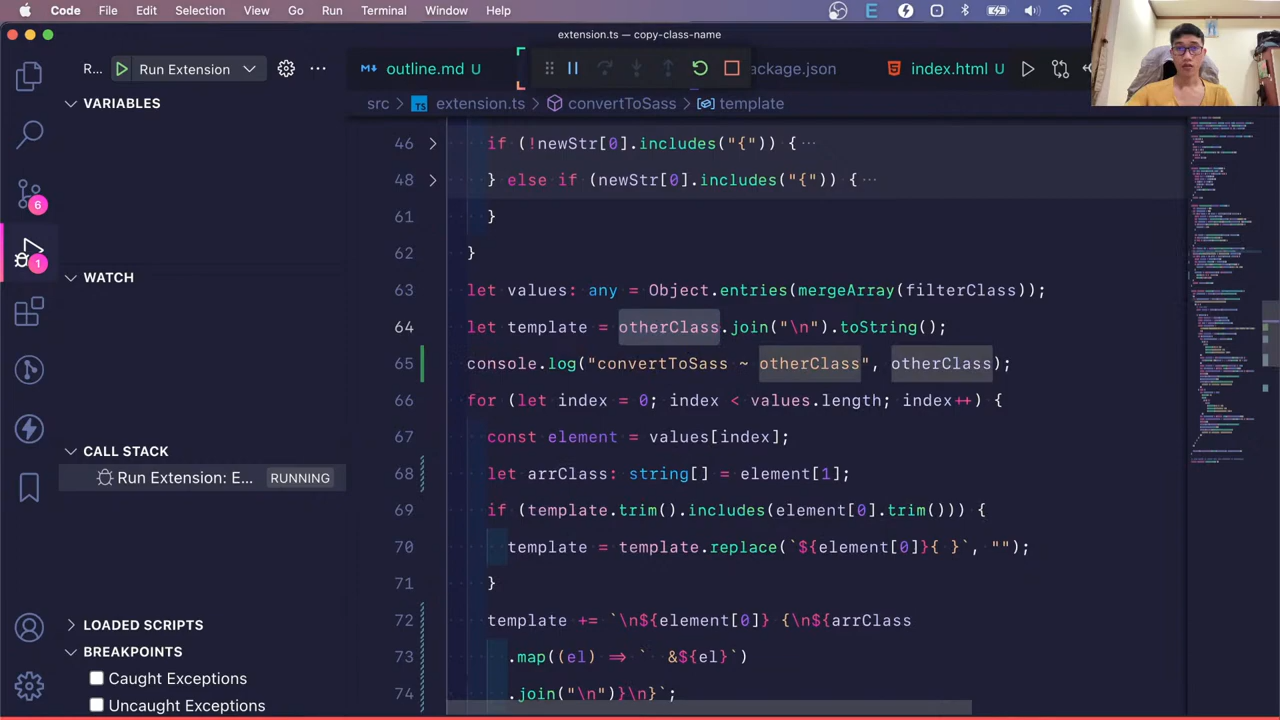 Code File Edit Selection View Go Run Terminal Window Help
extension.ts — copy-class-name
R... Run Extension
outline.md U
ackage.json
index.html U
VARIABLES
src > extension.ts > convertToSass > template
46 if (!newStr[0].includes("{")) { ···
48 } else if (newStr[0].includes("{")) { ···
61 }
62 }
63 let values: any = Object.entries(mergeArray(filterClass));
64 let template = otherClass.join("\n").toString();
65 console.log("convertToSass ~ otherClass", otherClass);
66 for (let index = 0; index < values.length; index++) {
67 const element = values[index];
68 let arrClass: string[] = element[1];
69 if (template.trim().includes(element[0].trim())) {
70 template = template.replace(`${element[0]}{ }`, "");
71 }
72 template += `\n${element[0]} {\n${arrClass
73 .map((el) => ` &${el}`)
74 .join("\n")}\n}`;
6
1
WATCH
CALL STACK
Run Extension: E... RUNNING
LOADED SCRIPTS
BREAKPOINTS
Caught Exceptions
Uncaught Exceptions